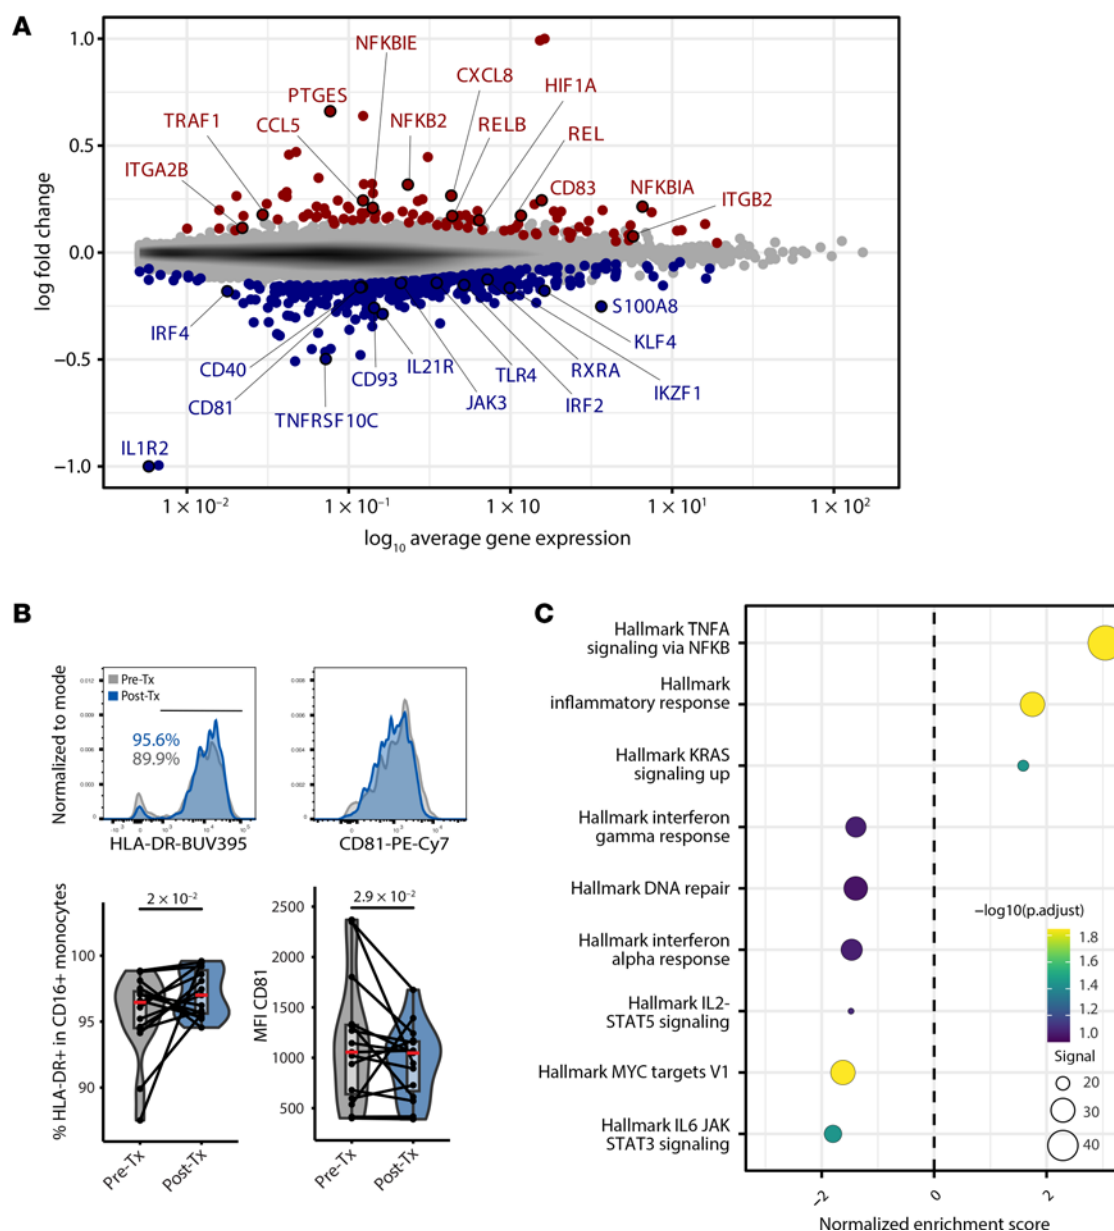 A
NFKBIE
CXCL8
HIF1A
PTGES
TRAF1
CCL5
NFKB2
RELB
REL
ITGA2B
CD83
NFKBIA
ITGB2
log fold change
1.0
0.5
0.0
−0.5
−1.0
IRF4
S100A8
KLF4
CD40
CD93
IL21R
TLR4
RXRA
IKZF1
CD81
JAK3
IRF2
TNFRSF10C
IL1R2
1 × 10⁻²
1 × 10⁻¹
1 × 10
1 × 10¹
1 × 10²
log₁₀ average gene expression
B
Normalized to mode
Pre-Tx
Post-Tx
95.6%
89.9%
HLA-DR-BUV395
CD81-PE-Cy7
% HLA-DR+ in CD16+ monocytes
2 × 10⁻²
100
95
90
Pre-Tx
Post-Tx
MFI CD81
2.9 × 10⁻²
2500
2000
1500
1000
500
Pre-Tx
Post-Tx
C
Hallmark TNFA
signaling via NFKB
Hallmark
inflammatory response
Hallmark KRAS
signaling up
Hallmark interferon
gamma response
Hallmark DNA repair
Hallmark interferon
alpha response
Hallmark IL2-
STAT5 signaling
Hallmark MYC targets V1
Hallmark IL6 JAK
STAT3 signaling
−log10(p.adjust)
1.8
1.6
1.4
1.2
1.0
Signal
20
30
40
−2
0
2
Normalized enrichment score